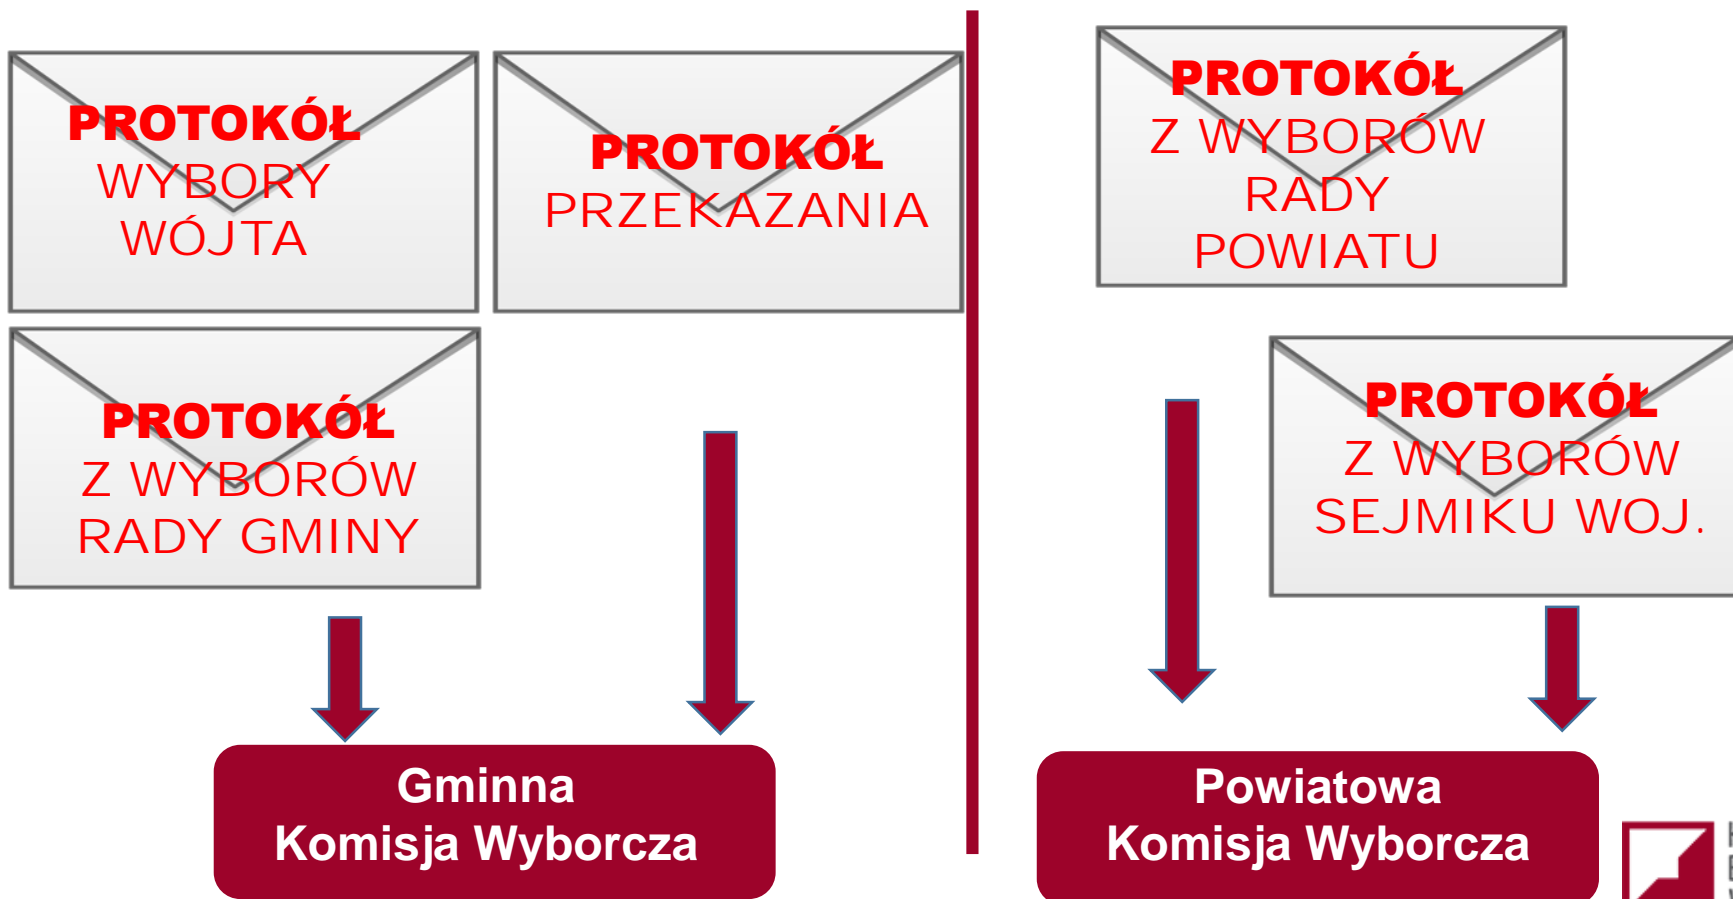 PROTOKÓŁ
WYBORY
WÓJTA
PROTOKÓŁ
PRZEKAZANIA
PROTOKÓŁ
Z WYBORÓW
RADY GMINY
Gminna
Komisja Wyborcza
PROTOKÓŁ
Z WYBORÓW
RADY
POWIATU
PROTOKÓŁ
Z WYBORÓW
SEJMIKU WOJ.
Powiatowa
Komisja Wyborcza